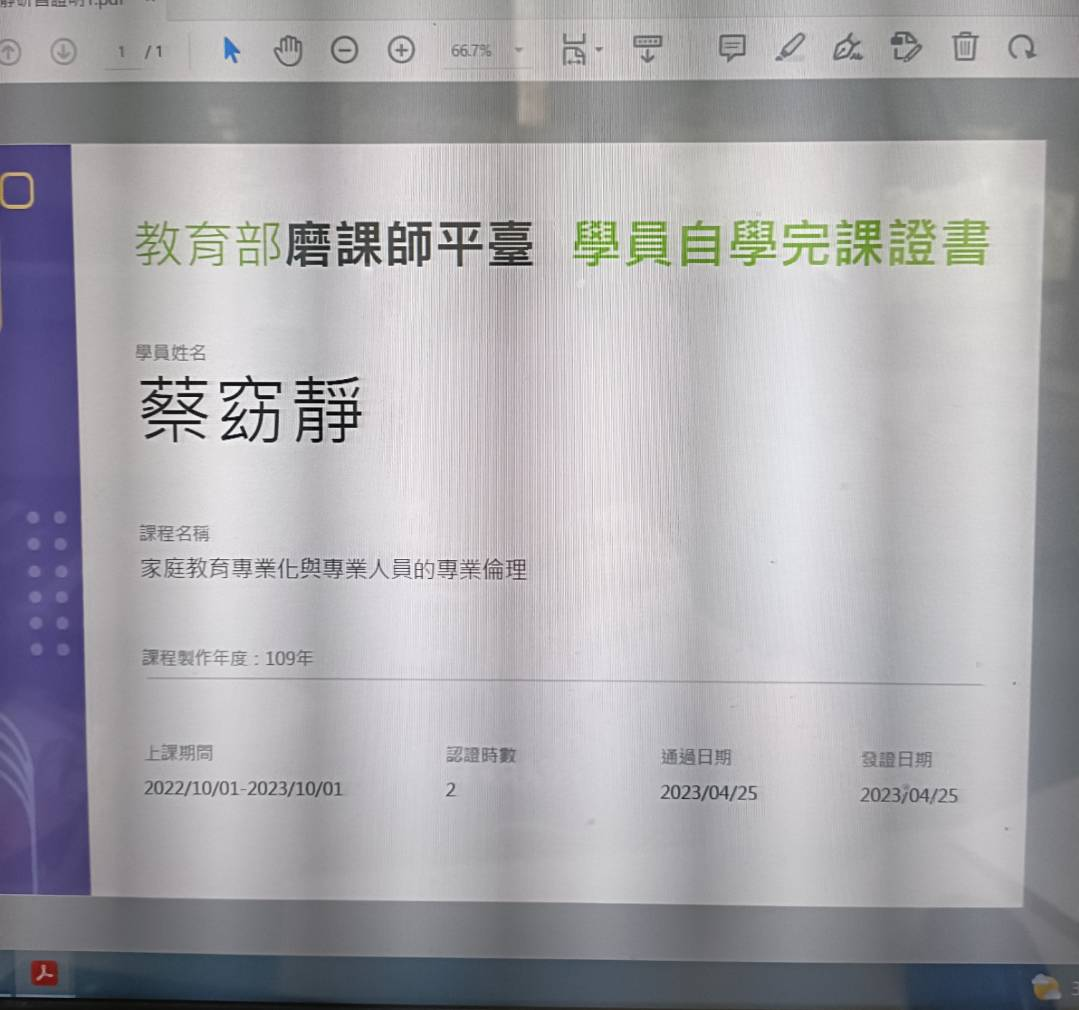 1 / 1
66.7%
教育部磨課師平臺 學員自學完課證書
學員姓名
蔡窈靜
課程名稱
家庭教育專業化與專業人員的專業倫理
課程製作年度：109年
上課期間 認證時數 通過日期 發證日期
2022/10/01-2023/10/01 2 2023/04/25 2023/04/25